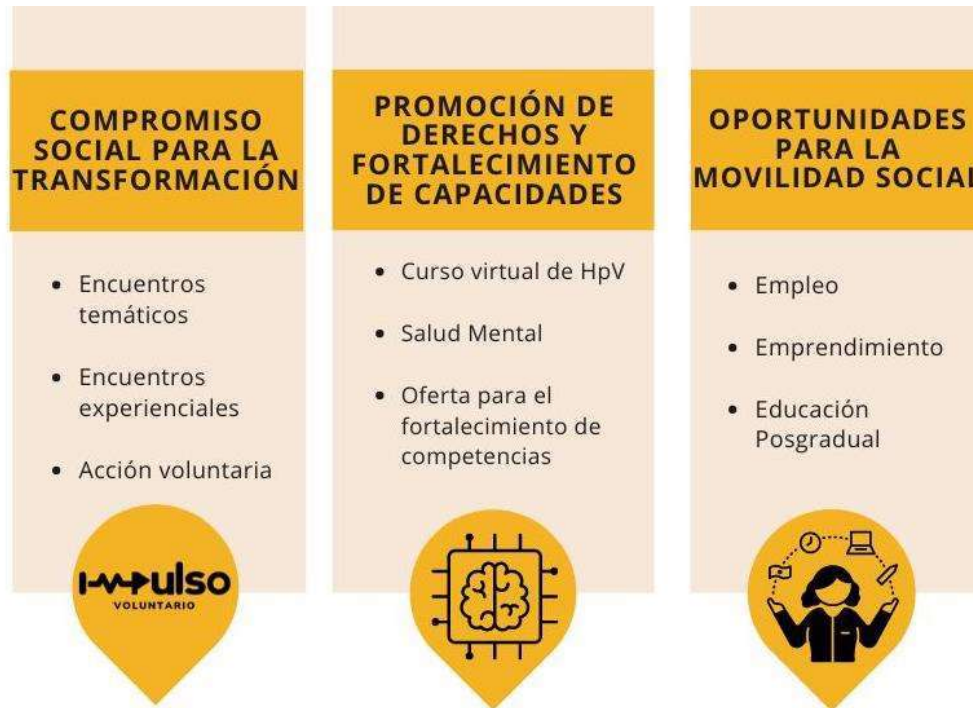 COMPROMISO
SOCIAL PARA LA
TRANSFORMACIÓN
• Encuentros
temáticos
• Encuentros
experienciales
• Acción voluntaria
impulso
VOLUNTARIO
PROMOCIÓN DE
DERECHOS Y
FORTALECIMIENTO
DE CAPACIDADES
• Curso virtual de HpV
• Salud Mental
• Oferta para el
fortalecimiento de
competencias
OPORTUNIDADES
PARA LA
MOVILIDAD SOCIAL
• Empleo
• Emprendimiento
• Educación
Posgradual